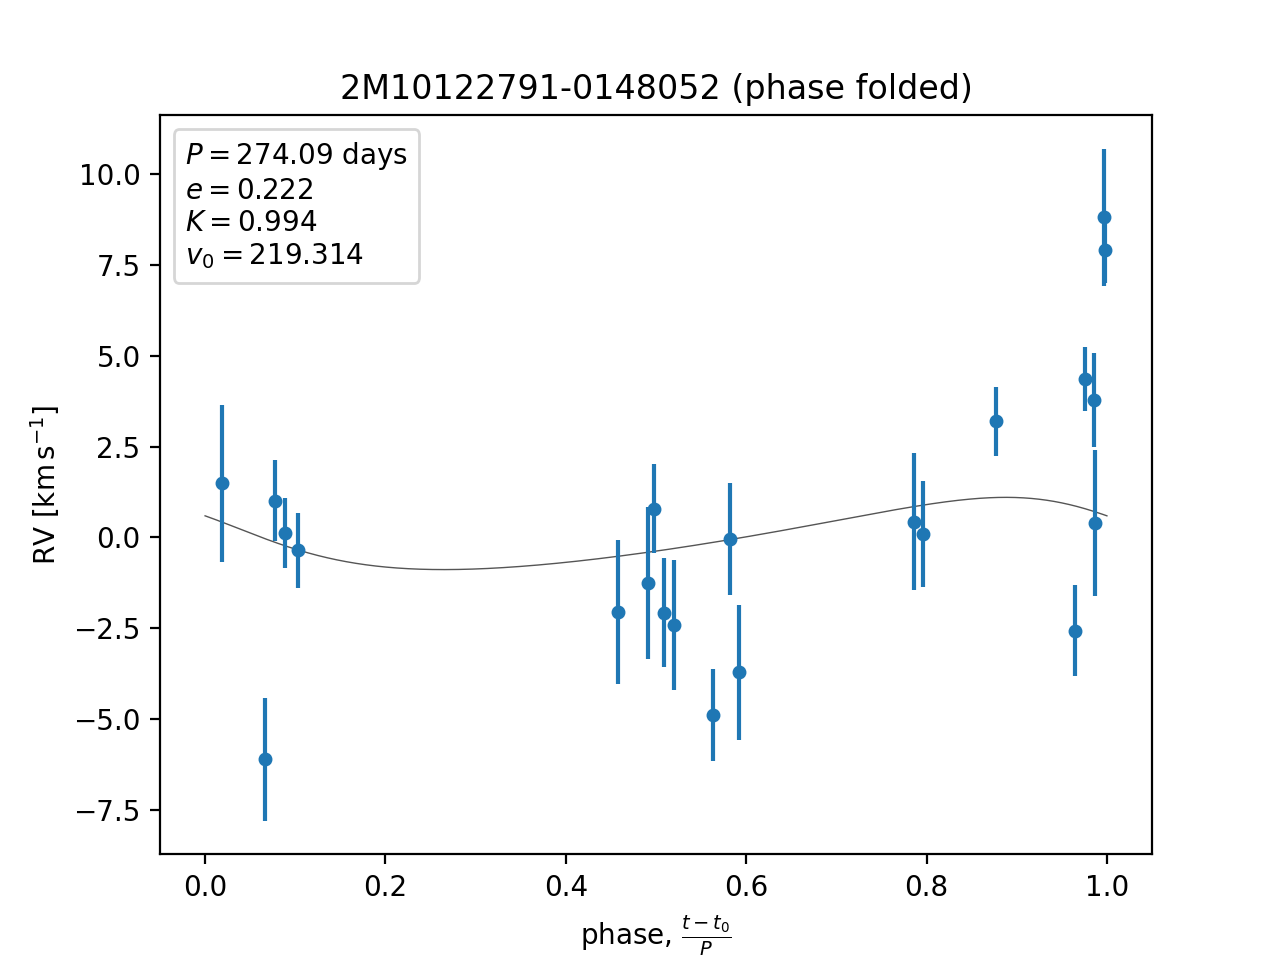 2M10122791-0148052 (phase folded)
P = 274.09 days
e = 0.222
K = 0.994
v₀ = 219.314
10.0
7.5
5.0
2.5
0.0
−2.5
−5.0
−7.5
RV [km s⁻¹]
0.0 0.2 0.4 0.6 0.8 1.0
phase, (t − t₀)/P